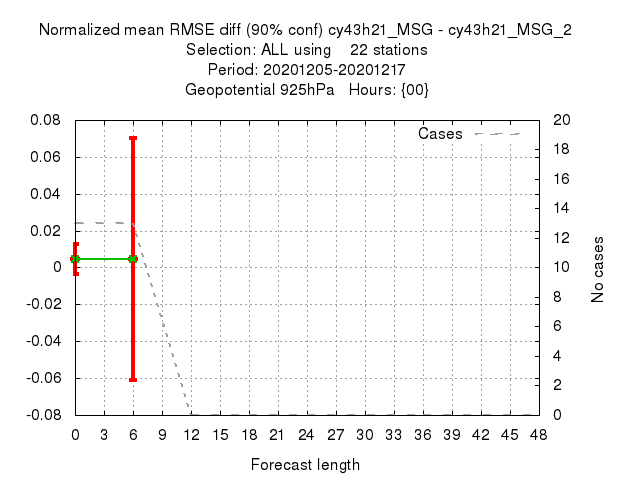 Normalized mean RMSE diff (90% conf) cy43h21_MSG - cy43h21_MSG_2
Selection: ALL using    22 stations
Period: 20201205-20201217
Geopotential 925hPa   Hours: {00}
Cases
0.08
0.06
0.04
0.02
0
-0.02
-0.04
-0.06
-0.08
20
18
16
14
12
10
8
6
4
2
0
No cases
0 3 6 9 12 15 18 21 24 27 30 33 36 39 42 45 48
Forecast length